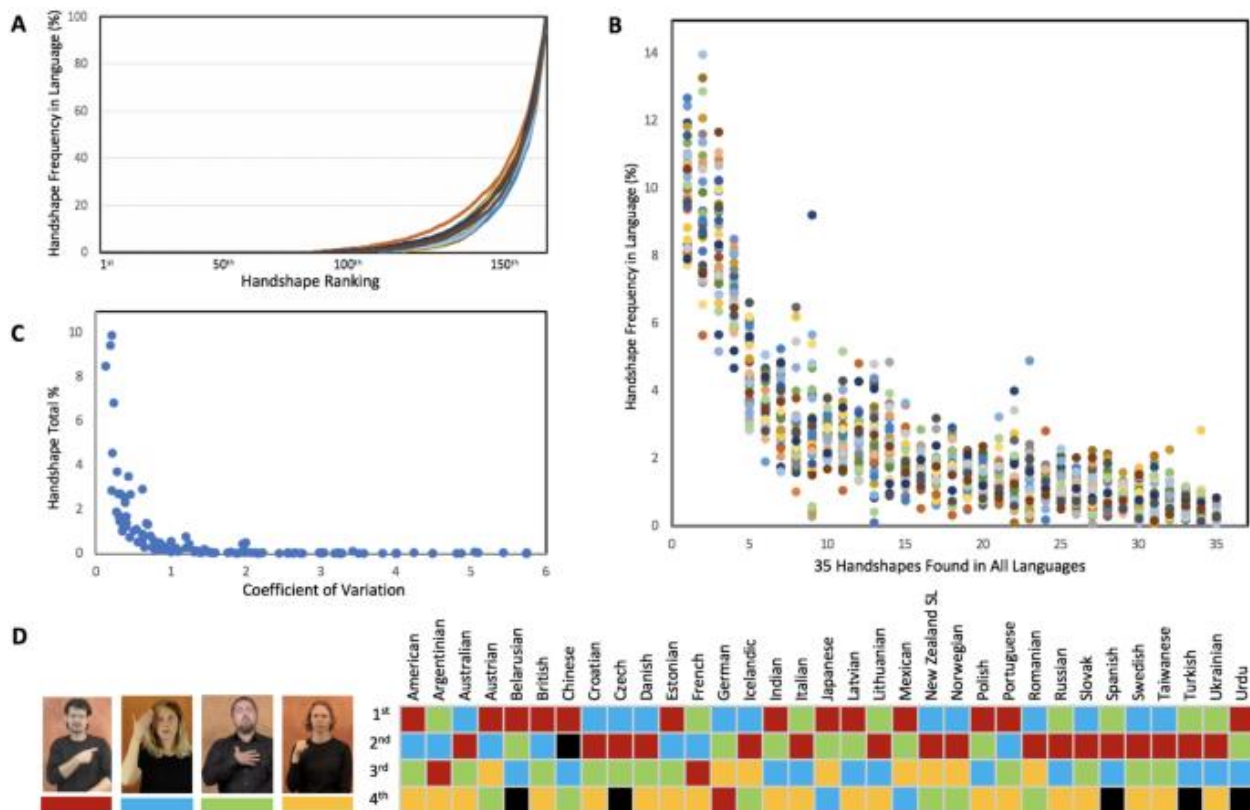 A
Handshape Frequency in Language (%)
100
80
60
40
20
0
1st
50th
100th
150th
Handshape Ranking
B
Handshape Frequency in Language (%)
14
12
10
8
6
4
2
0
0
5
10
15
20
25
30
35
35 Handshapes Found in All Languages
C
Handshape Total %
10
8
6
4
2
0
0
1
2
3
4
5
6
Coefficient of Variation
D
American
Argentinian
Australian
Austrian
Belarusian
British
Chinese
Croatian
Czech
Danish
Estonian
French
German
Icelandic
Indian
Italian
Japanese
Latvian
Lithuanian
Mexican
New Zealand SL
Norwegian
Polish
Portuguese
Romanian
Russian
Slovak
Spanish
Swedish
Taiwanese
Turkish
Ukrainian
Urdu
1st
2nd
3rd
4th